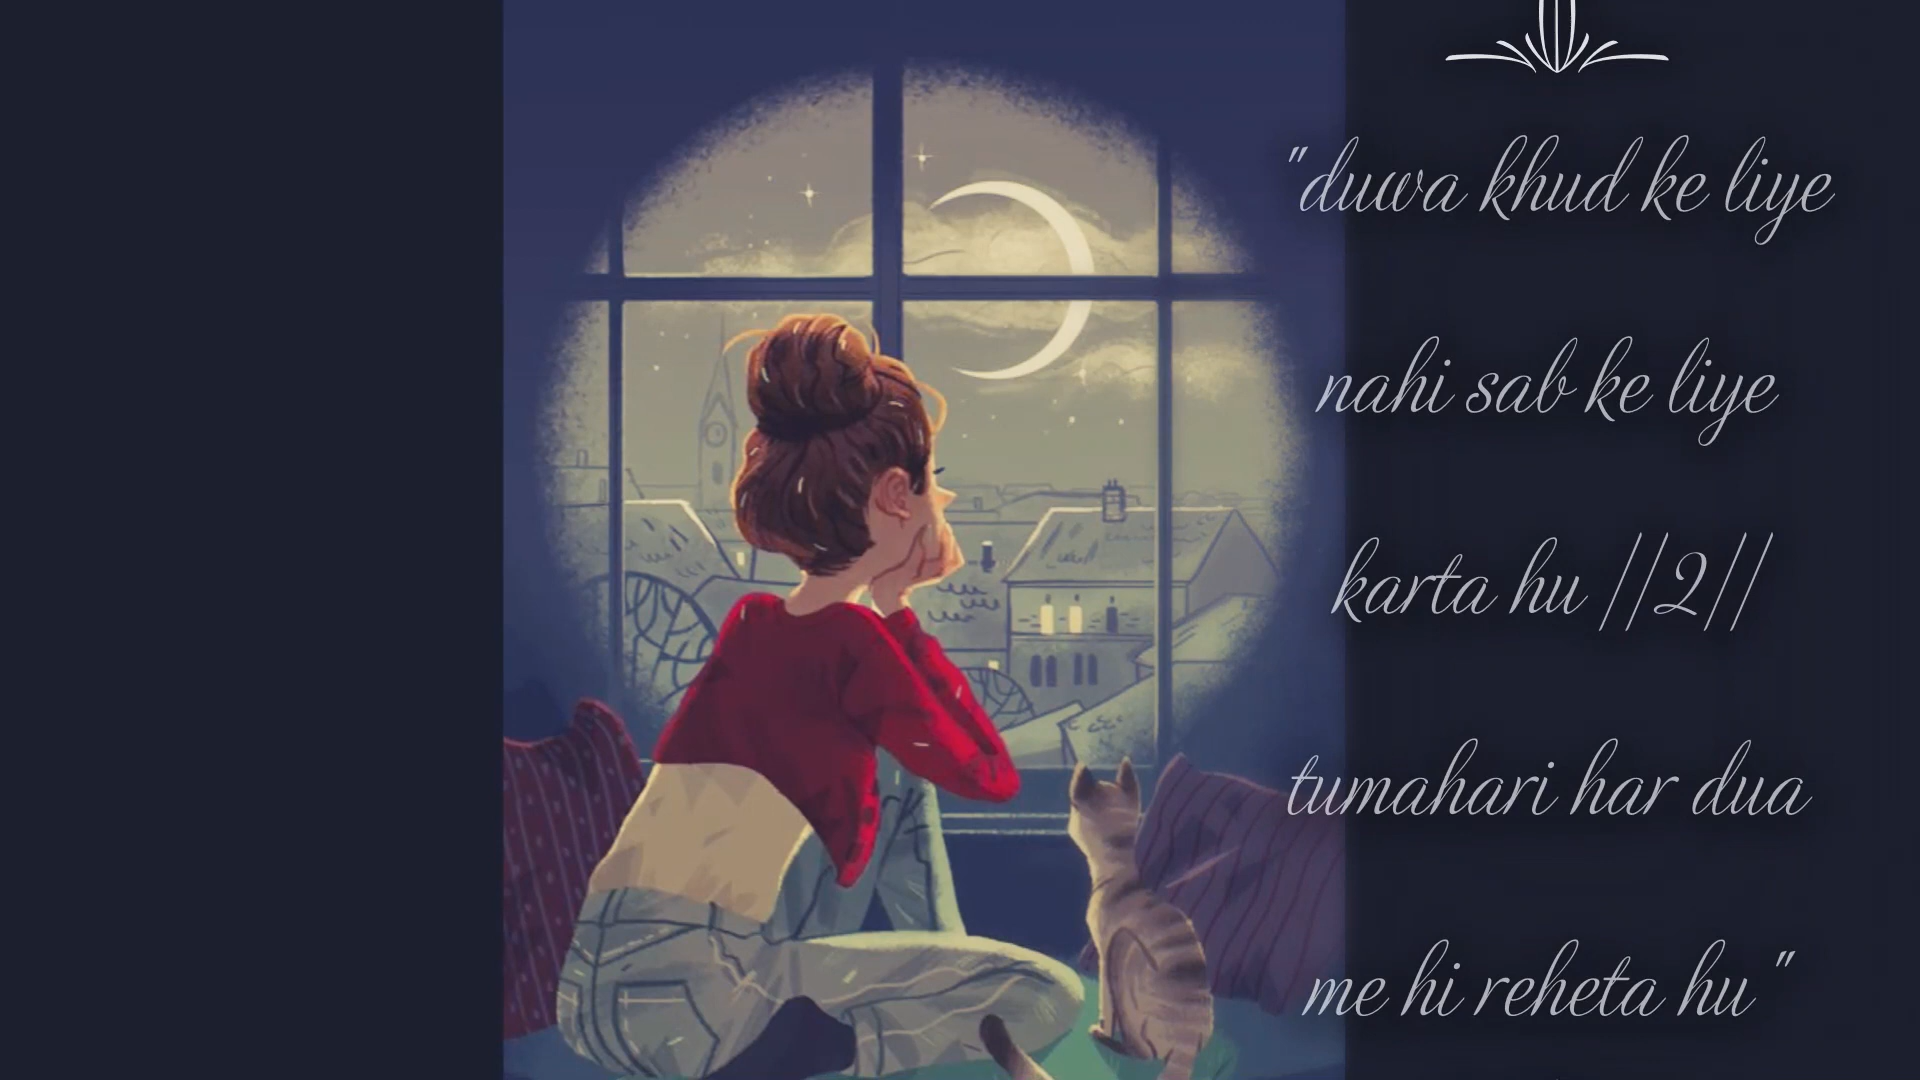 "duwa khud ke liye
nahi sab ke liye
karta hu ||2||
tumahari har dua
me hi reheta hu "